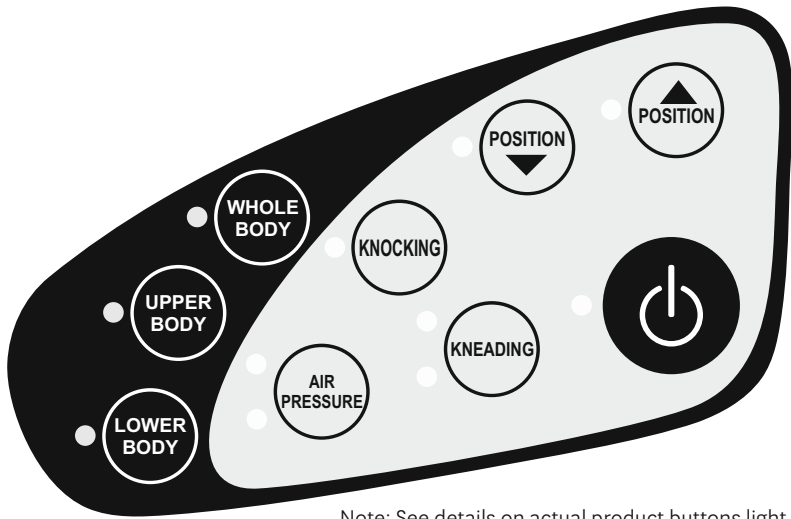 POSITION
POSITION
WHOLE
BODY
KNOCKING
UPPER
BODY
KNEADING
AIR
PRESSURE
LOWER
BODY
Note: See details on actual product buttons light